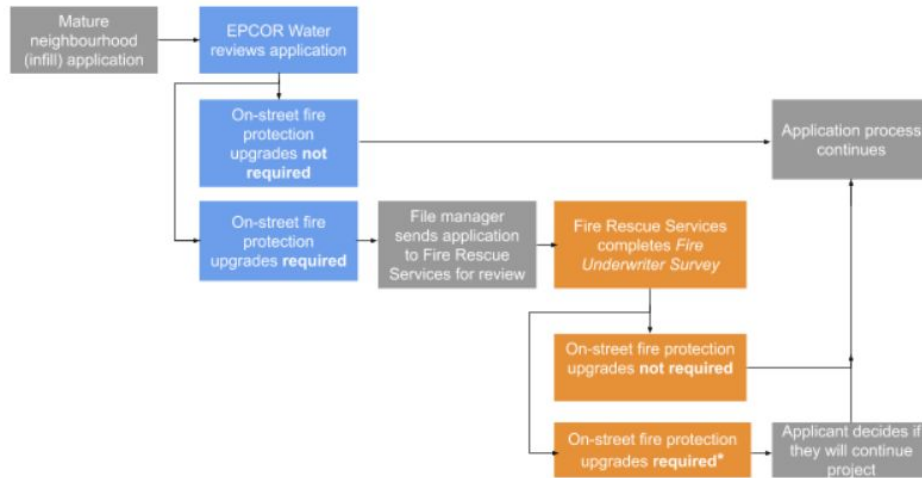 Mature
neighbourhood
(infill) application
EPCOR Water
reviews application
On-street fire
protection
upgrades not
required
Application process
continues
On-street fire
protection
upgrades required
File manager
sends application
to Fire Rescue
Services for review
Fire Rescue Services
completes Fire
Underwriter Survey
On-street fire protection
upgrades not required
On-street fire protection
upgrades required*
Applicant decides if
they will continue
project